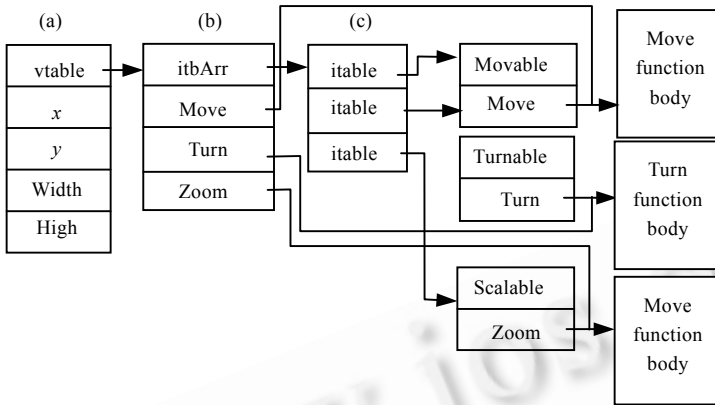 (a)
vtable
x
y
Width
High
(b)
itbArr
Move
Turn
Zoom
(c)
itable
itable
itable
Movable
Move
Turnable
Turn
Scalable
Zoom
Move
function
body
Turn
function
body
Move
function
body